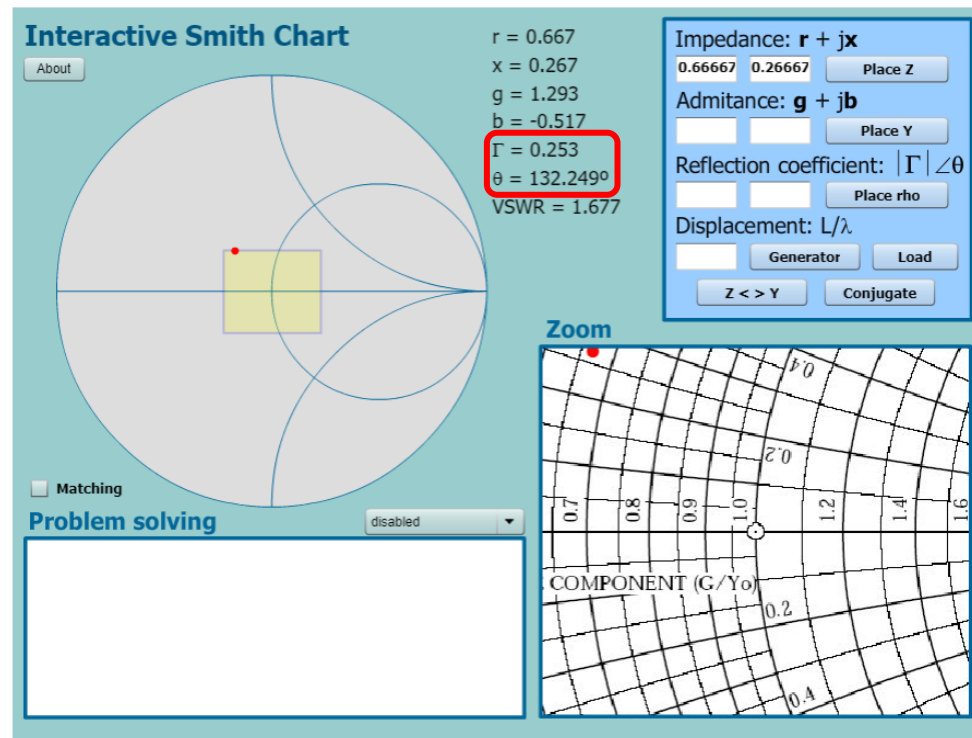 Interactive Smith Chart
About
r = 0.667
x = 0.267
g = 1.293
b = -0.517
Γ = 0.253
θ = 132.249º
VSWR = 1.677
Impedance: r + jx
0.66667 0.26667 Place Z
Admitance: g + jb
Place Y
Reflection coefficient: |Γ|∠θ
Place rho
Displacement: L/λ
Generator Load
Z < > Y Conjugate
Matching
Problem solving disabled
Zoom
0.4
0.2
0.7 0.8 0.9 1.0 1.2 1.4 1.6
COMPONENT (G/Yo)
0.2
0.4